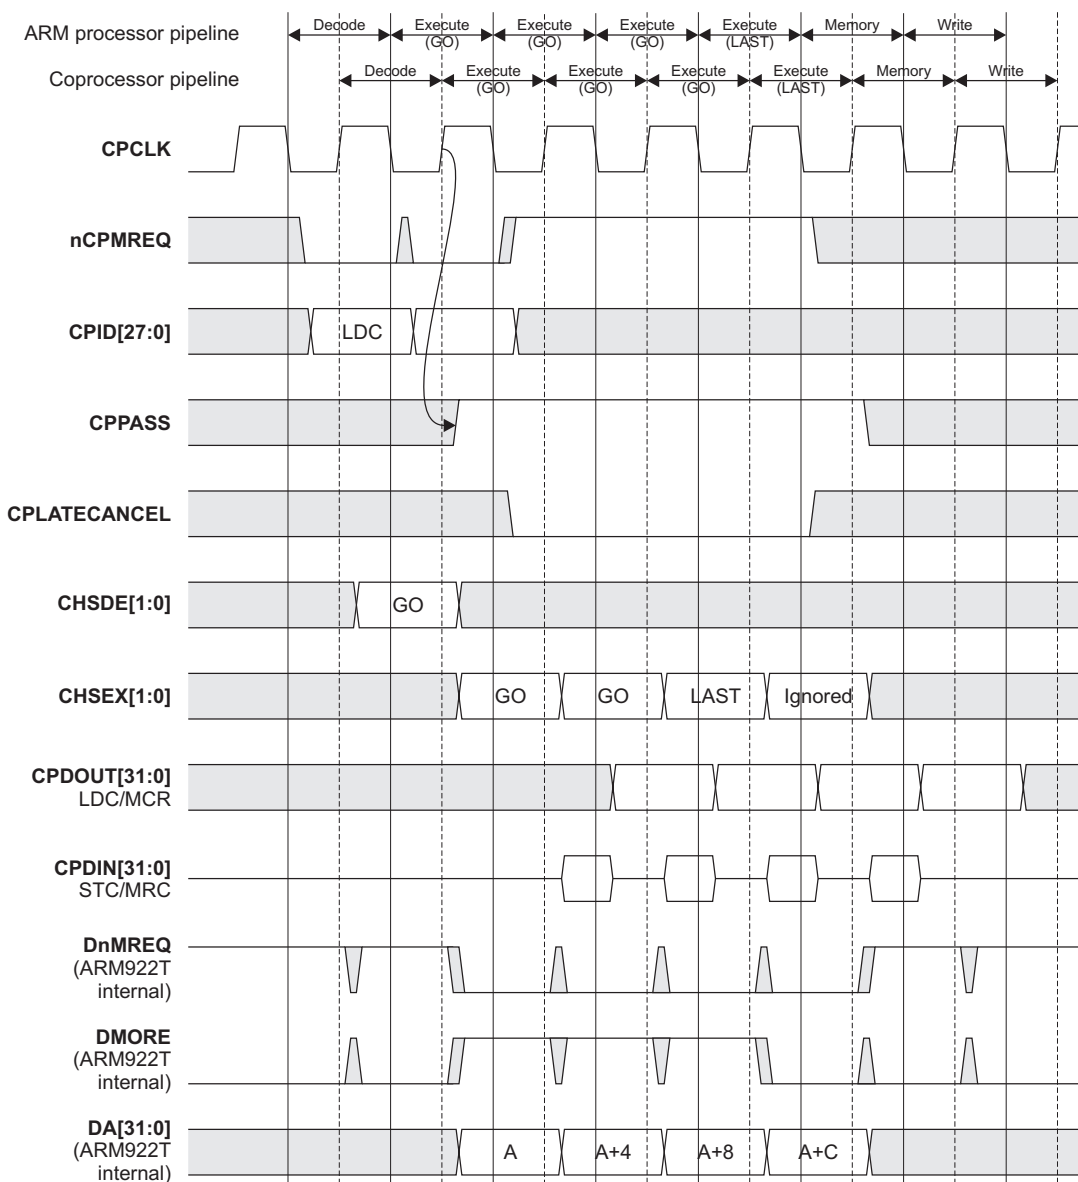 ARM processor pipeline
Decode
Execute
(GO)
Execute
(GO)
Execute
(GO)
Execute
(LAST)
Memory
Write
Coprocessor pipeline
Decode
Execute
(GO)
Execute
(GO)
Execute
(GO)
Execute
(LAST)
Memory
Write
CPCLK
nCPMREQ
CPID[27:0]
LDC
CPPASS
CPLATECANCEL
CHSDE[1:0]
GO
CHSEX[1:0]
GO
GO
LAST
Ignored
CPDOUT[31:0]
LDC/MCR
CPDIN[31:0]
STC/MRC
DnMREQ
(ARM922T
internal)
DMORE
(ARM922T
internal)
DA[31:0]
(ARM922T
internal)
A
A+4
A+8
A+C